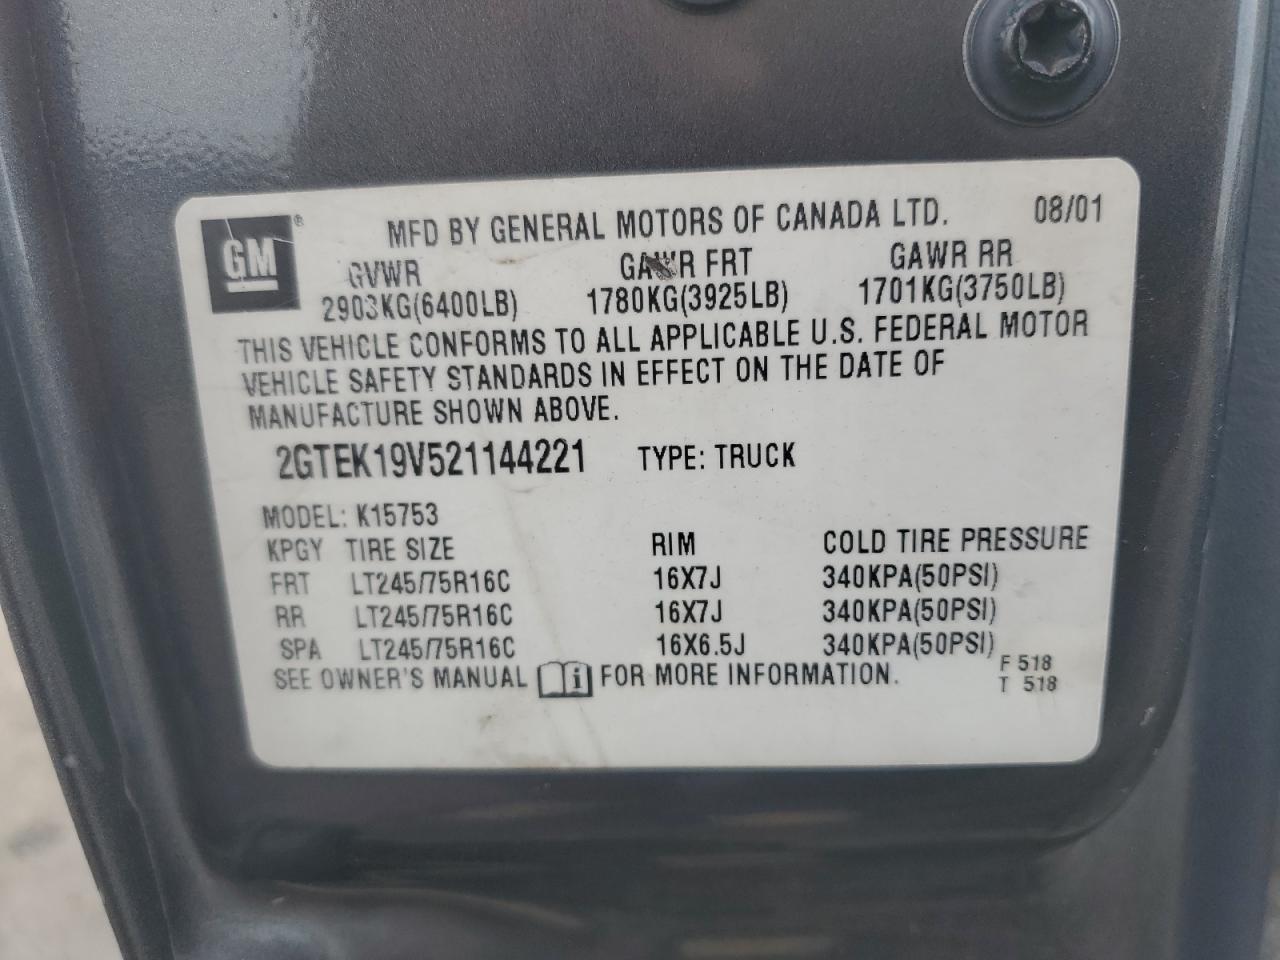 GM®
MFD BY GENERAL MOTORS OF CANADA LTD. 08/01
GVWR GAWR FRT GAWR RR
2903KG(6400LB) 1780KG(3925LB) 1701KG(3750LB)
THIS VEHICLE CONFORMS TO ALL APPLICABLE U.S. FEDERAL MOTOR
VEHICLE SAFETY STANDARDS IN EFFECT ON THE DATE OF
MANUFACTURE SHOWN ABOVE.
2GTEK19V521144221 TYPE: TRUCK
MODEL: K15753
KPGY TIRE SIZE RIM COLD TIRE PRESSURE
FRT LT245/75R16C 16X7J 340KPA(50PSI)
RR LT245/75R16C 16X7J 340KPA(50PSI)
SPA LT245/75R16C 16X6.5J 340KPA(50PSI)
SEE OWNER'S MANUAL i FOR MORE INFORMATION. F 518
T 518